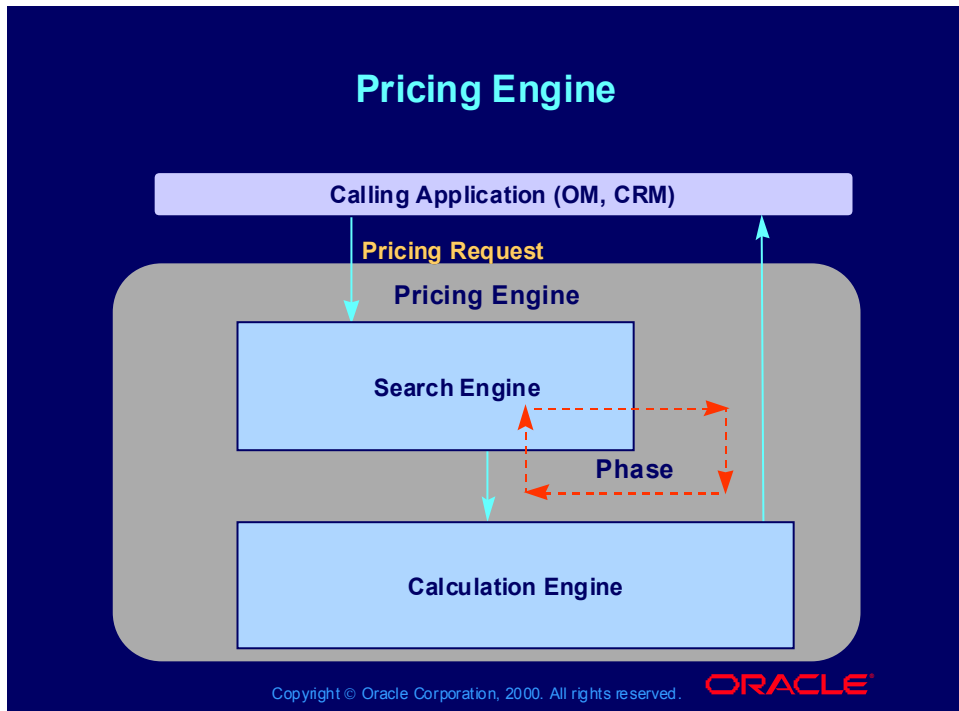 Pricing Engine
Calling Application (OM, CRM)
Pricing Request
Pricing Engine
Search Engine
Phase
Calculation Engine
Copyright © Oracle Corporation, 2000. All rights reserved.
ORACLE®